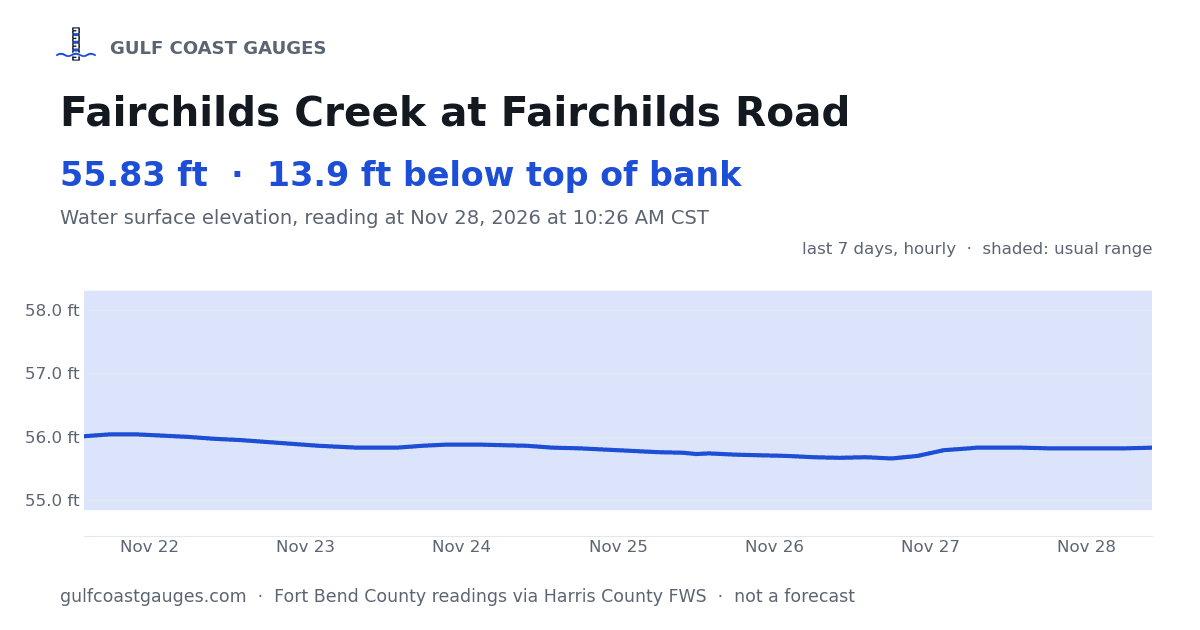 GULF COAST GAUGES
Fairchilds Creek at Fairchilds Road
55.83 ft · 13.9 ft below top of bank
Water surface elevation, reading at Nov 28, 2026 at 10:26 AM CST
last 7 days, hourly · shaded: usual range
58.0 ft
57.0 ft
56.0 ft
55.0 ft
Nov 22 Nov 23 Nov 24 Nov 25 Nov 26 Nov 27 Nov 28
gulfcoastgauges.com · Fort Bend County readings via Harris County FWS · not a forecast